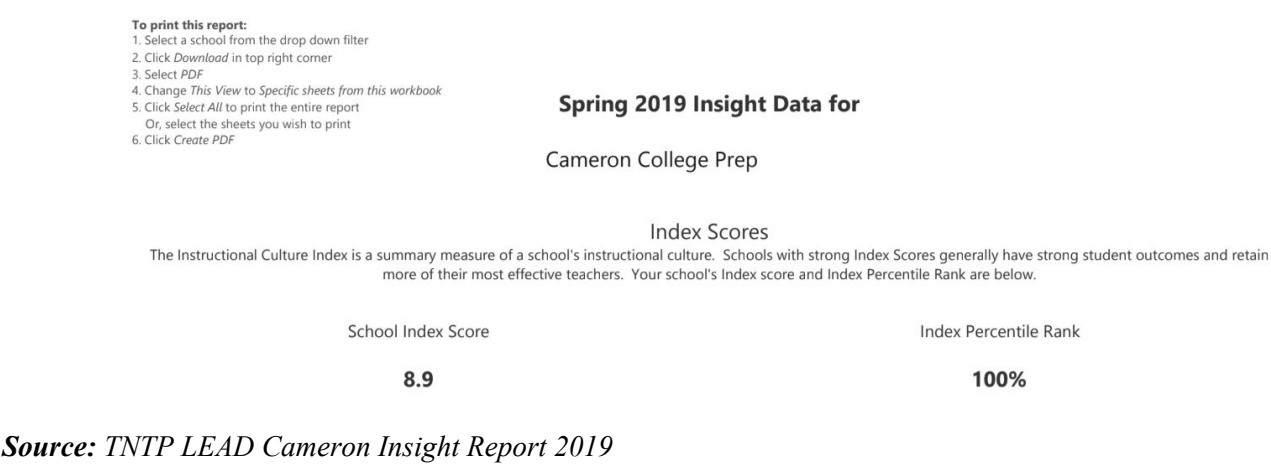 To print this report:
1. Select a school from the drop down filter
2. Click Download in top right corner
3. Select PDF
4. Change This View to Specific sheets from this workbook
5. Click Select All to print the entire report
Or, select the sheets you wish to print
6. Click Create PDF
Spring 2019 Insight Data for
Cameron College Prep
Index Scores
The Instructional Culture Index is a summary measure of a school's instructional culture. Schools with strong Index Scores generally have strong student outcomes and retain
more of their most effective teachers. Your school's Index score and Index Percentile Rank are below.
School Index Score
Index Percentile Rank
8.9
100%
Source: TNTP LEAD Cameron Insight Report 2019